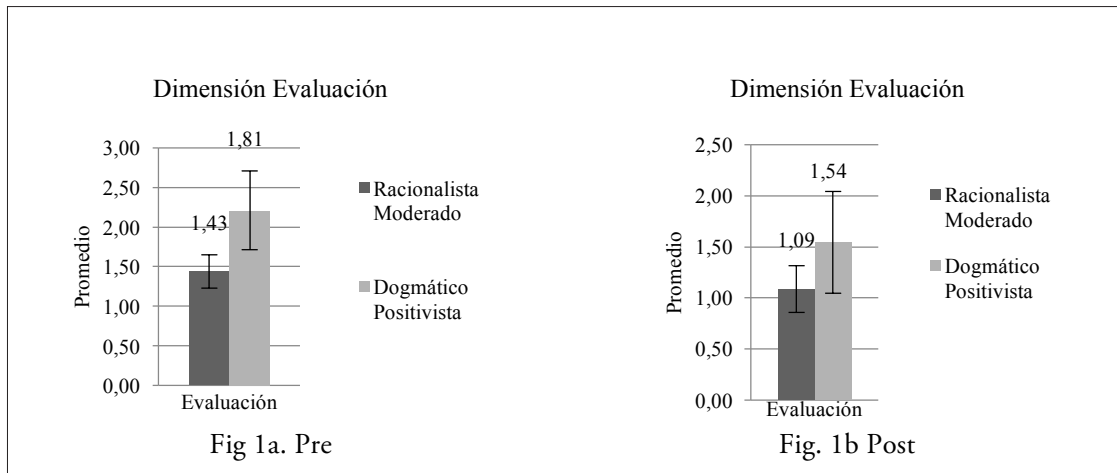 Dimensión Evaluación
1,81
3,00
2,50
2,00
1,43
1,50
1,00
0,50
0,00
Promedio
Evaluación
Racionalista
Moderado
Dogmático
Positivista
Fig 1a. Pre
Dimensión Evaluación
2,50
2,00
1,54
1,50
1,09
1,00
0,50
0,00
Promedio
Evaluación
Racionalista
Moderado
Dogmático
Positivista
Fig. 1b Post